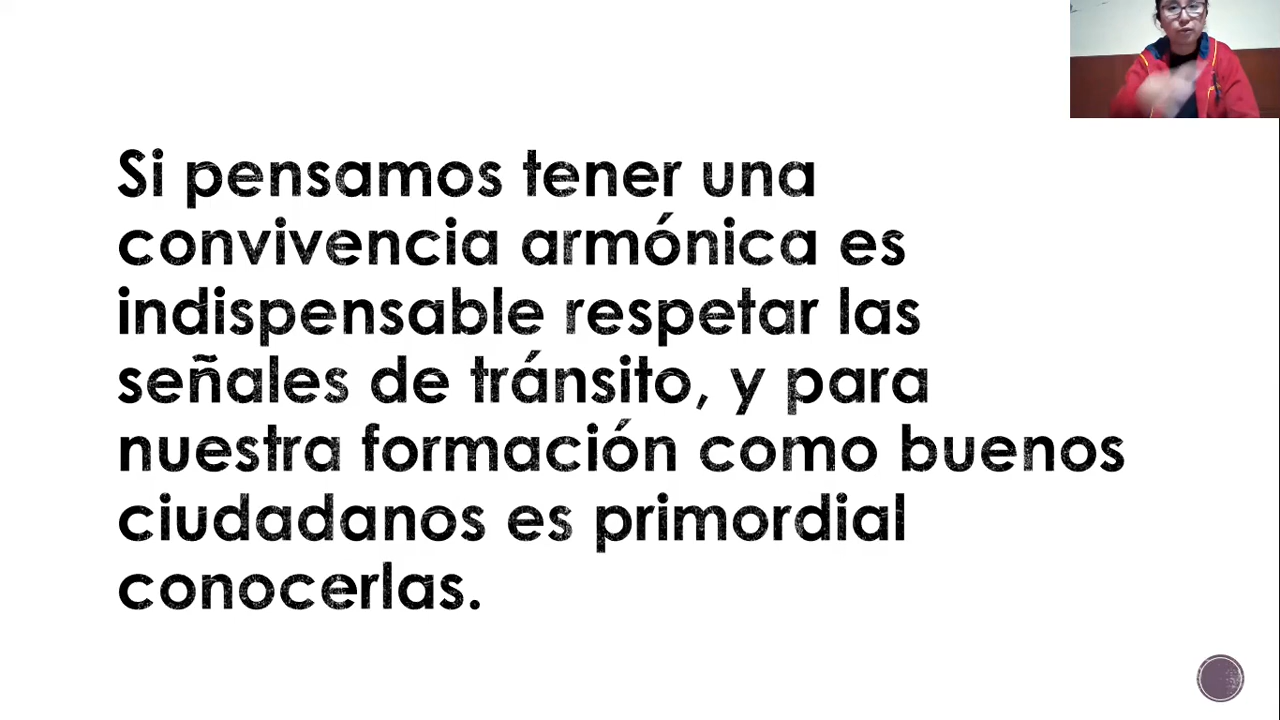 Si pensamos tener una
convivencia armónica es
indispensable respetar las
señales de tránsito, y para
nuestra formación como buenos
ciudadanos es primordial
conocerlas.